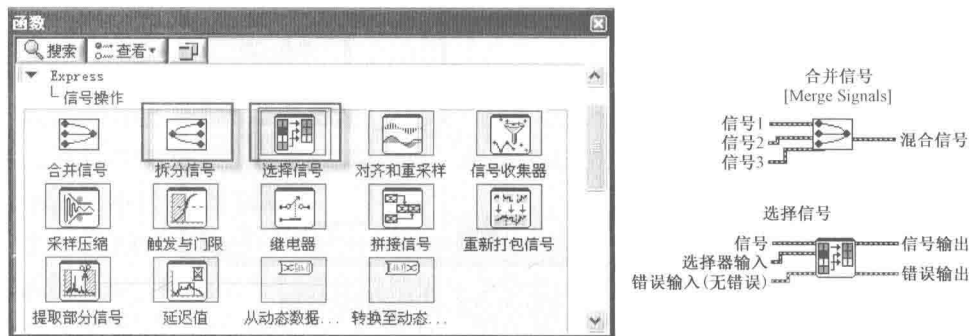 函数
搜索 查看
Express
信号操作
合并信号 拆分信号 选择信号 对齐和重采样 信号收集器
采样压缩 触发与门限 继电器 拼接信号 重新打包信号
提取部分信号 延迟值 从动态数据... 转换至动态...
合并信号
[Merge Signals]
信号1
信号2
信号3
混合信号
选择信号
信号
选择器输入
错误输入(无错误)
信号输出
错误输出